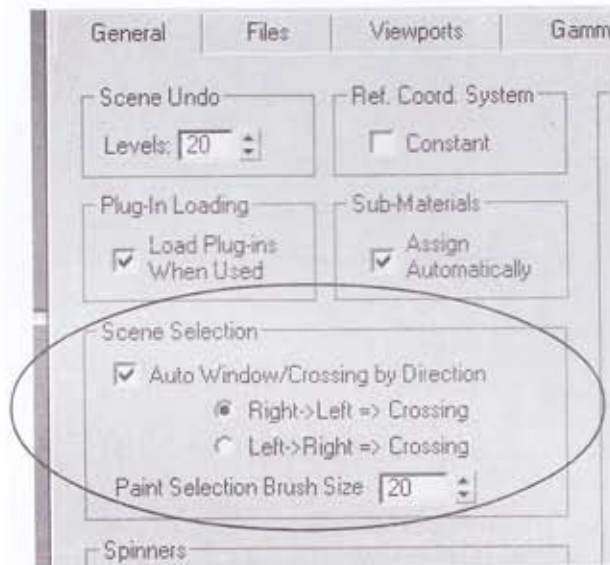 General Files Viewports Gamm
Scene Undo Ref. Coord. System
Levels: 20 Constant
Plug-In Loading Sub-Materials
Load Plug-ins When Used Assign Automatically
Scene Selection
Auto Window/Crossing by Direction
Right->Left => Crossing
Left->Right => Crossing
Paint Selection Brush Size 20
Spinners